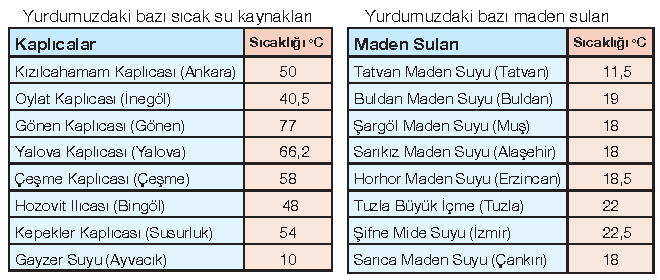 Yurdumuzdaki bazı sıcak su kaynakları
Kaplıcalar Sıcaklığı °C
Kızılcahamam Kaplıcası (Ankara) 50
Oylat Kaplıcası (İnegöl) 40,5
Gönen Kaplıcası (Gönen) 77
Yalova Kaplıcası (Yalova) 66,2
Çeşme Kaplıcası (Çeşme) 58
Hozovit Ilıcası (Bingöl) 48
Kepekler Kaplıcası (Susurluk) 54
Gayzer Suyu (Ayvacık) 10
Yurdumuzdaki bazı maden suları
Maden Suları Sıcaklığı °C
Tatvan Maden Suyu (Tatvan) 11,5
Buldan Maden Suyu (Buldan) 19
Şargöl Maden Suyu (Muş) 18
Sarıkız Maden Suyu (Alaşehir) 18
Horhor Maden Suyu (Erzincan) 18,5
Tuzla Büyük İçme (Tuzla) 22
Şifne Mide Suyu (İzmir) 22,5
Sarıca Maden Suyu (Çankırı) 18